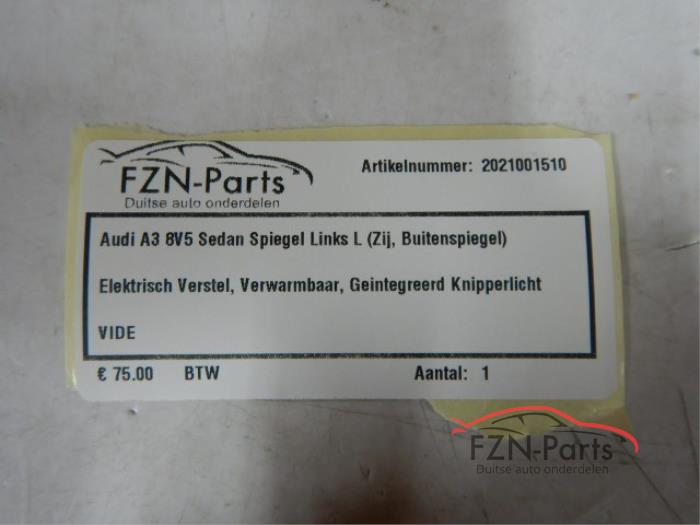 FZN-Parts
Duitse auto onderdelen
Artikelnummer: 2021001510
Audi A3 8V5 Sedan Spiegel Links L (Zij, Buitenspiegel)
Elektrisch Verstel, Verwarmbaar, Geintegreerd Knipperlicht
VIDE
€ 75.00 BTW Aantal: 1
FZN-Parts
Duitse auto onderdelen